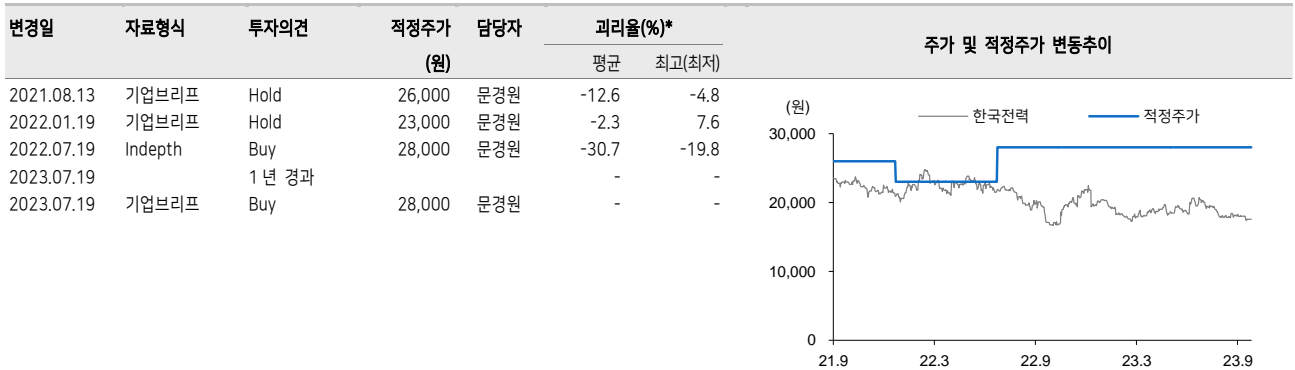 변경일 자료형식 투자의견 적정주가 담당자 괴리율(%)* 주가 및 적정주가 변동추이
(원) 평균 최고(최저)
2021.08.13 기업브리프 Hold 26,000 문경원 -12.6 -4.8
2022.01.19 기업브리프 Hold 23,000 문경원 -2.3 7.6
2022.07.19 Indepth Buy 28,000 문경원 -30.7 -19.8
2023.07.19 1년 경과 - -
2023.07.19 기업브리프 Buy 28,000 문경원 - -
(원) 한국전력 적정주가
30,000
20,000
10,000
0
21.9 22.3 22.9 23.3 23.9